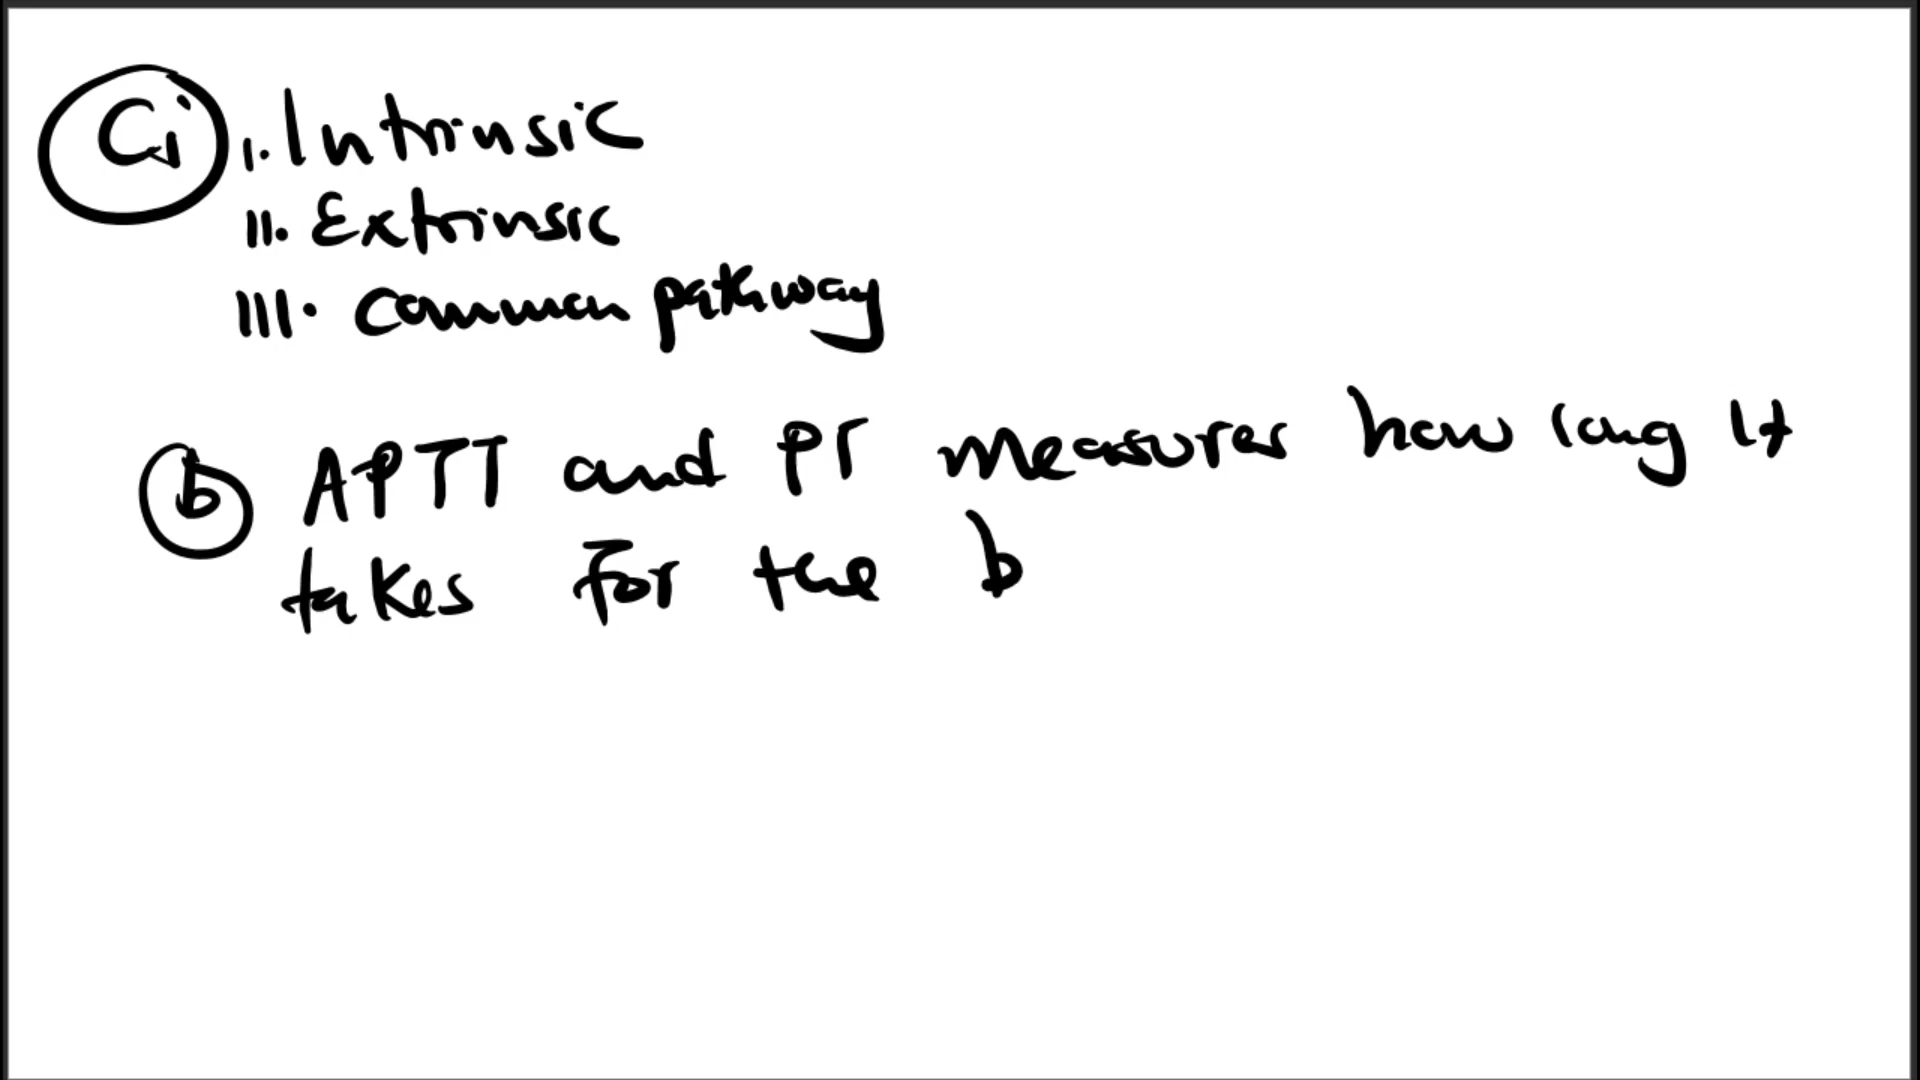 Ci I. Intrinsic
II. Extrinsic
III. Common pathway
b APTT and PT measures how long it
takes for the b